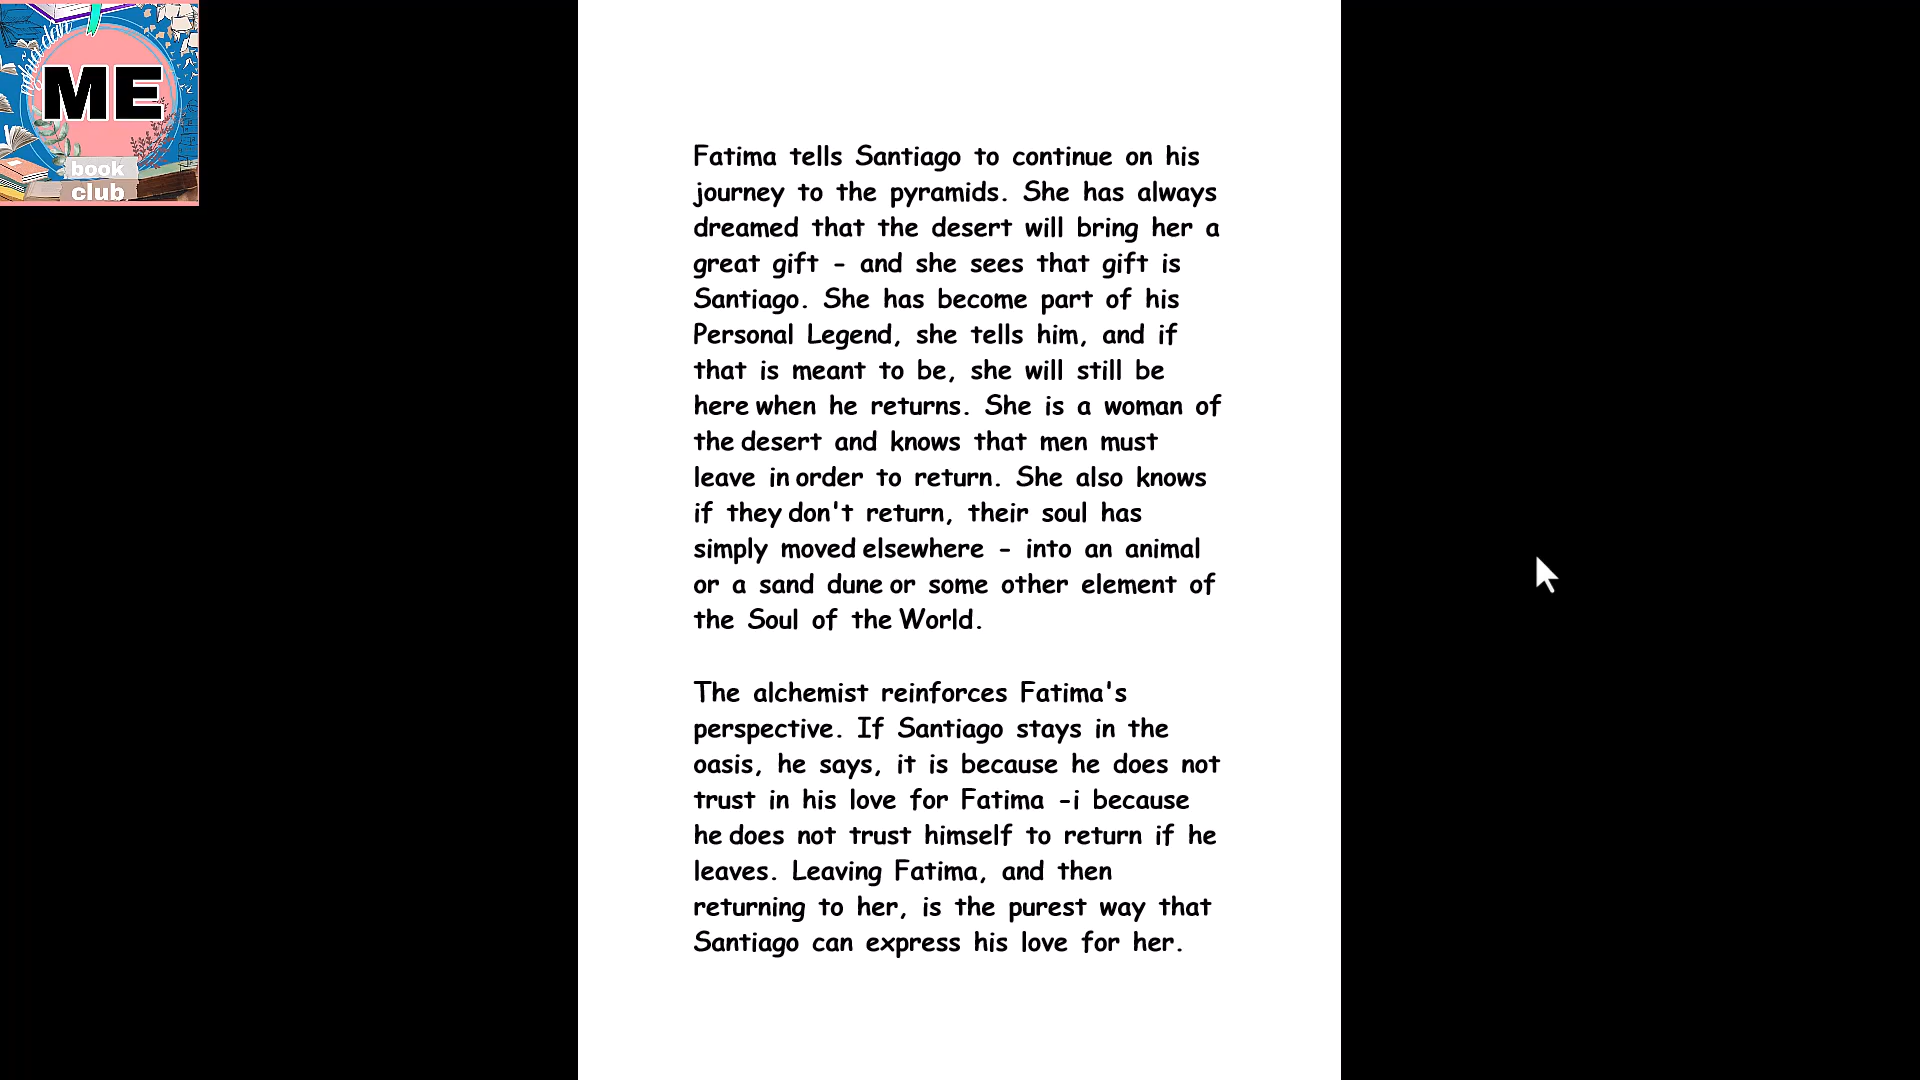 ME
book
club
Fatima tells Santiago to continue on his
journey to the pyramids. She has always
dreamed that the desert will bring her a
great gift - and she sees that gift is
Santiago. She has become part of his
Personal Legend, she tells him, and if
that is meant to be, she will still be
here when he returns. She is a woman of
the desert and knows that men must
leave in order to return. She also knows
if they don't return, their soul has
simply moved elsewhere - into an animal
or a sand dune or some other element of
the Soul of the World.
The alchemist reinforces Fatima's
perspective. If Santiago stays in the
oasis, he says, it is because he does not
trust in his love for Fatima -i because
he does not trust himself to return if he
leaves. Leaving Fatima, and then
returning to her, is the purest way that
Santiago can express his love for her.